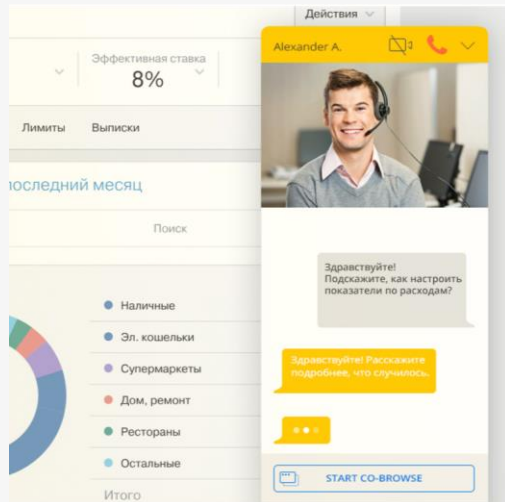 Действия
Эффективная ставка
8%
Лимиты Выписки
последний месяц
Поиск
Наличные
Эл. кошельки
Супермаркеты
Дом, ремонт
Рестораны
Остальные
Итого
Alexander A.
Здравствуйте!
Подскажите, как настроить
показатели по расходам?
Здравствуйте! Расскажите
подробнее, что случилось.
START CO-BROWSE